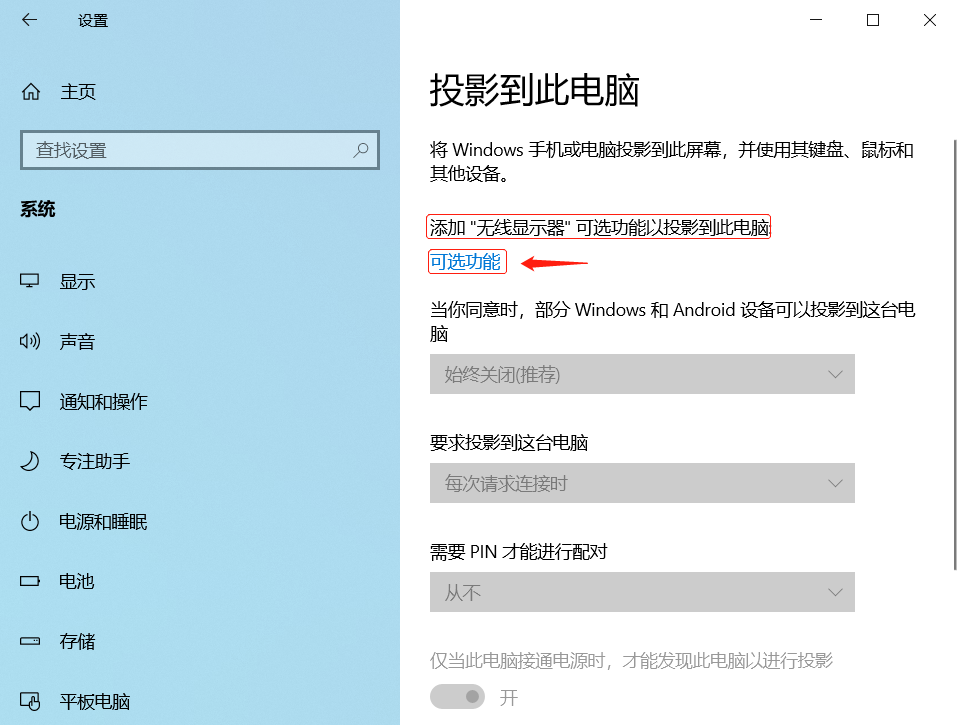 设置
主页
查找设置
系统
显示
声音
通知和操作
专注助手
电源和睡眠
电池
存储
平板电脑
投影到此电脑
将 Windows 手机或电脑投影到此屏幕，并使用其键盘、鼠标和
其他设备。
添加 "无线显示器" 可选功能以投影到此电脑
可选功能
当你同意时，部分 Windows 和 Android 设备可以投影到这台电
脑
始终关闭(推荐)
要求投影到这台电脑
每次请求连接时
需要 PIN 才能进行配对
从不
仅当此电脑接通电源时，才能发现此电脑以进行投影
开